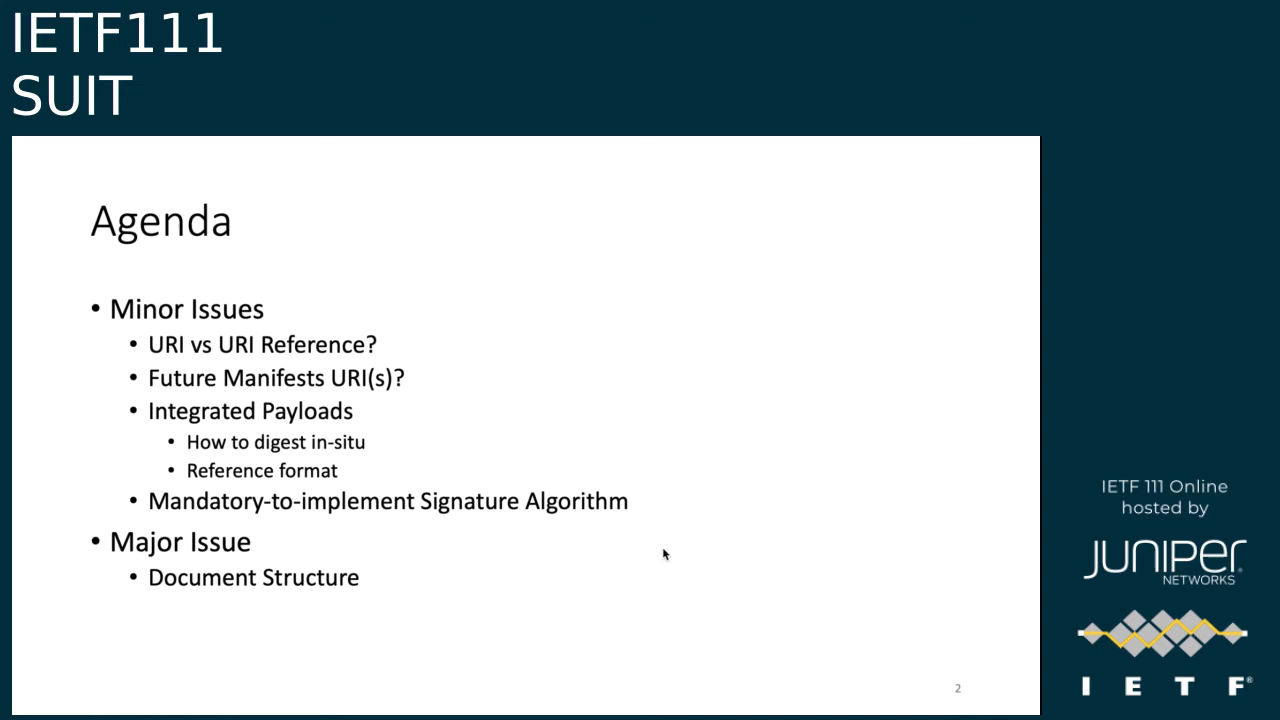 IETF111
SUIT
Agenda
• Minor Issues
• URI vs URI Reference?
• Future Manifests URI(s)?
• Integrated Payloads
• How to digest in-situ
• Reference format
• Mandatory-to-implement Signature Algorithm
• Major Issue
• Document Structure
2
IETF 111 Online
hosted by
JUNIPER
NETWORKS
I E T F®